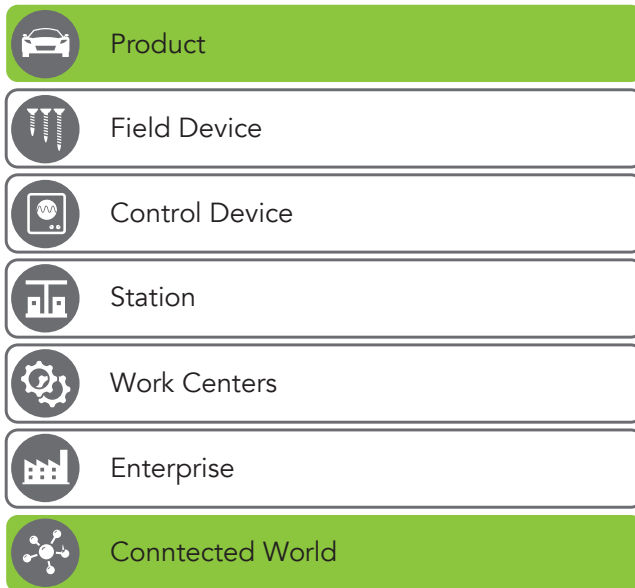 Product
Field Device
Control Device
Station
Work Centers
Enterprise
Conntected World